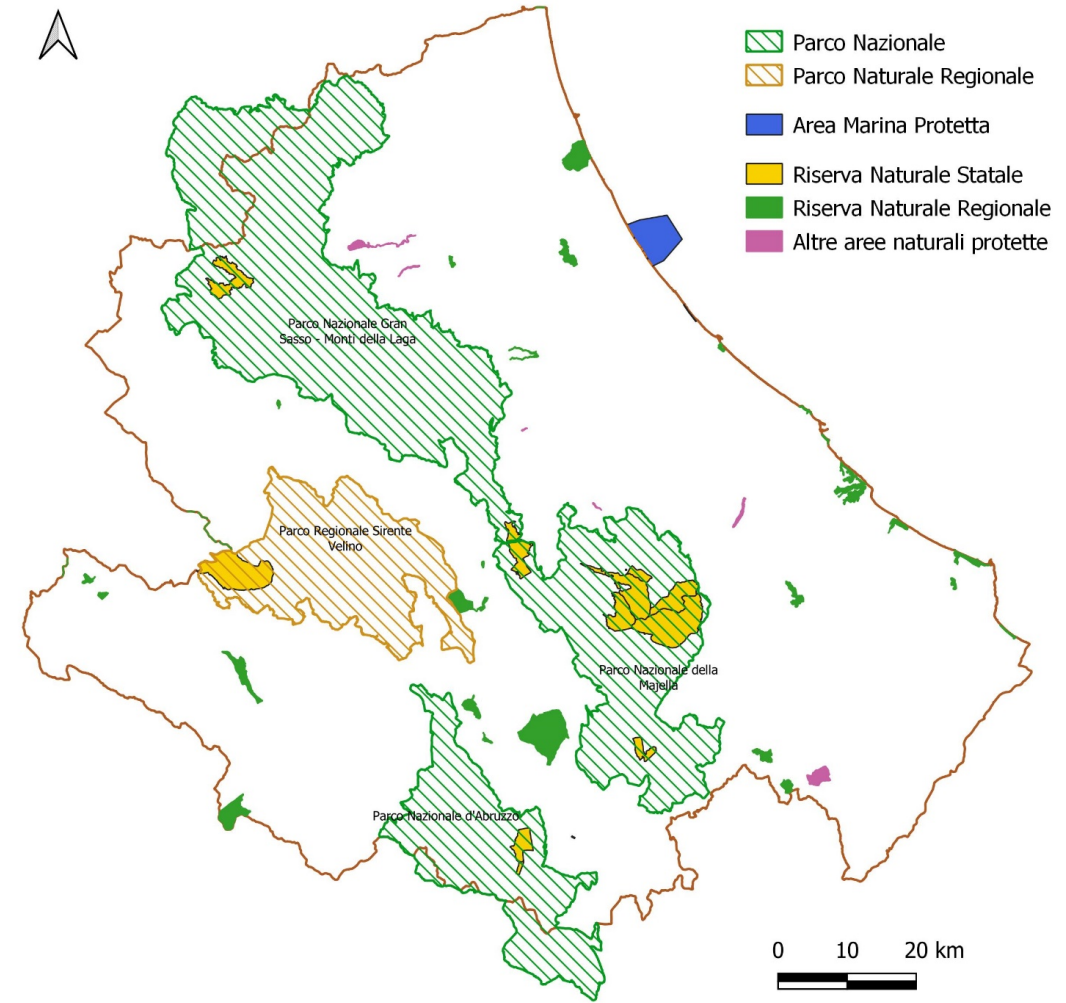 Parco Nazionale
Parco Naturale Regionale
Area Marina Protetta
Riserva Naturale Statale
Riserva Naturale Regionale
Altre aree naturali protette
Parco Nazionale Gran
Sasso - Monti della Laga
Parco Regionale Sirente
Velino
Parco Nazionale della
Majella
Parco Nazionale d'Abruzzo
0 10 20 km